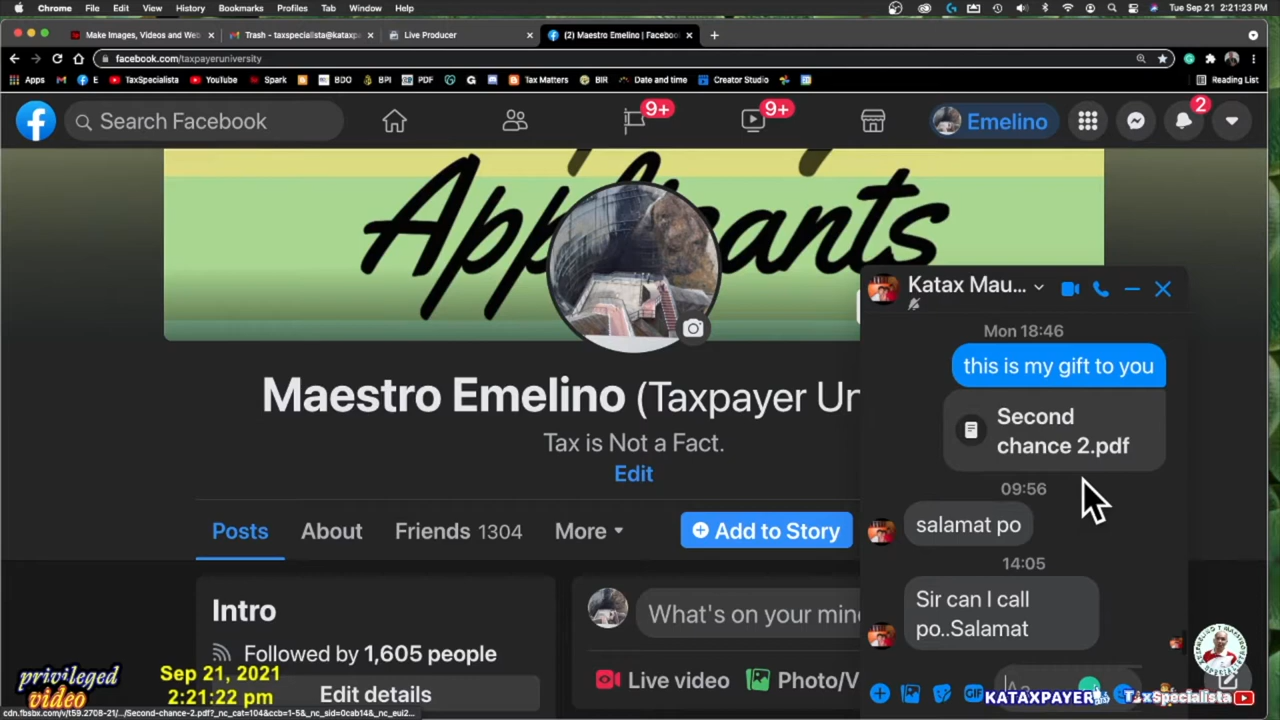 Chrome File Edit View History Bookmarks Profiles Tab Window Help
Tue Sep 21 2:21:23 PM
Make Images, Videos and Web
Trash - taxspecialista@kataxp
Live Producer
(2) Maestro Emelino | Facebook
facebook.com/taxpayeruniversity
Apps E TaxSpecialista YouTube Spark BDO BPI PDF Tax Matters BIR Date and time Creator Studio Reading List
Search Facebook
9+
9+
Emelino
2
Applicants
Maestro Emelino (Taxpayer Un
Tax is Not a Fact.
Edit
Posts About Friends 1304 More
Add to Story
Intro
Followed by 1,605 people
Edit details
What's on your mind
Live video Photo/V
Katax Mau...
Mon 18:46
this is my gift to you
Second
chance 2.pdf
09:56
salamat po
14:05
Sir can I call
po..Salamat
GIF
privileged
video
Sep 21, 2021
2:21:22 pm
KATAXPAYER
TaxSpecialista